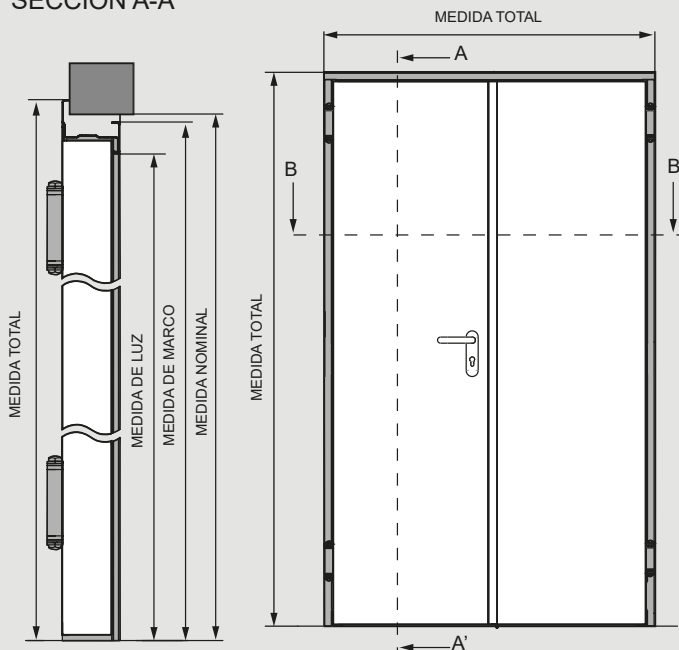 SECCIÓN A-A
MEDIDA TOTAL
A
B
B
MEDIDA TOTAL
MEDIDA DE LUZ
MEDIDA DE MARCO
MEDIDA NOMINAL
MEDIDA TOTAL
A'